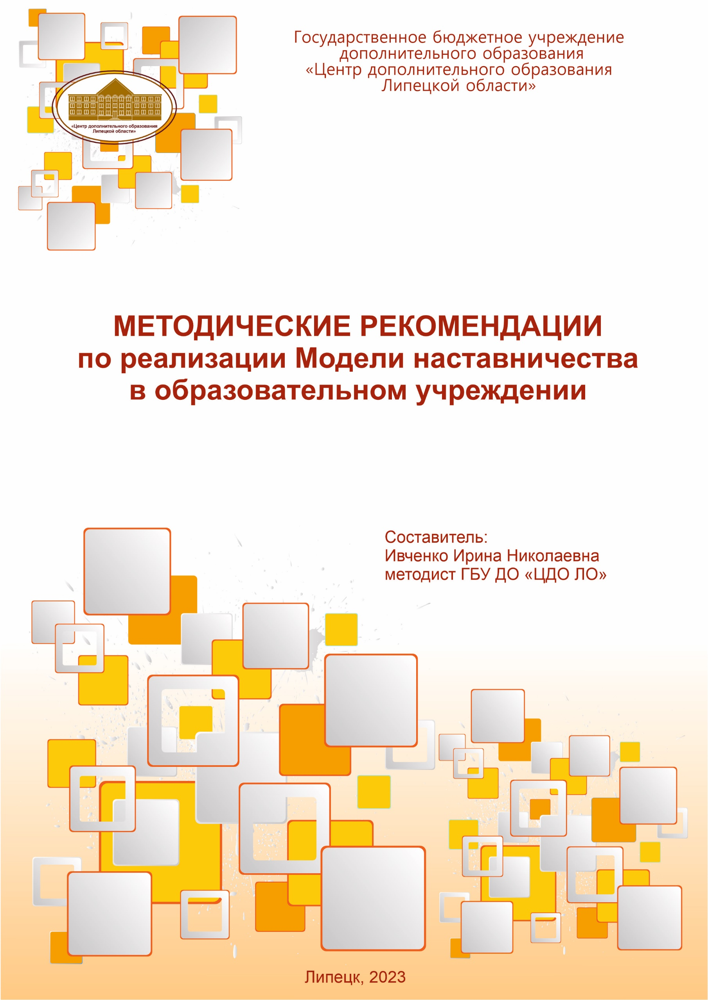 Государственное бюджетное учреждение
дополнительного образования
«Центр дополнительного образования
Липецкой области»
«Центр дополнительного образования
Липецкой области»
МЕТОДИЧЕСКИЕ РЕКОМЕНДАЦИИ
по реализации Модели наставничества
в образовательном учреждении
Составитель:
Ивченко Ирина Николаевна
методист ГБУ ДО «ЦДО ЛО»
Липецк, 2023